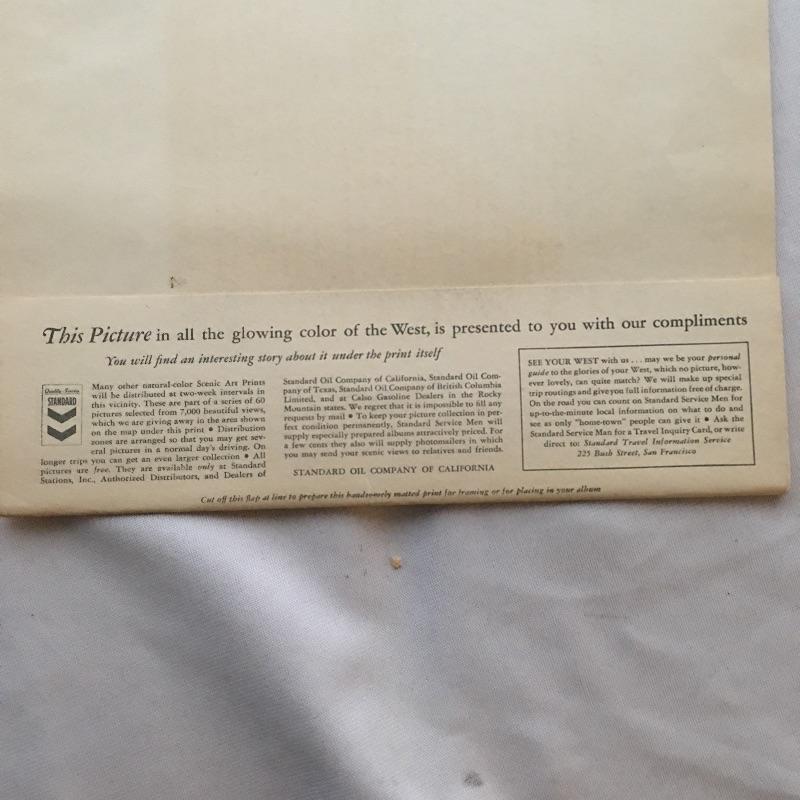 This Picture in all the glowing color of the West, is presented to you with our compliments
You will find an interesting story about it under the print itself
STANDARD
Many other natural-color Scenic Art Prints
will be distributed at two-week intervals in
this vicinity. These are part of a series of 60
pictures selected from 7,000 beautiful views,
which we are giving away in the area shown
on the map under this print • Distribution
zones are arranged so that you may get sev-
eral pictures in a normal day's driving. On
longer trips you can get an even larger collection • All
pictures are free. They are available only at Standard
Stations, Inc., Authorized Distributors, and Dealers of
Standard Oil Company of California, Standard Oil Com-
pany of Texas, Standard Oil Company of British Columbia
Limited, and at Calso Gasoline Dealers in the Rocky
Mountain states. We regret that it is impossible to fill any
requests by mail • To keep your picture collection in per-
fect condition permanently, Standard Service Men will
supply especially prepared albums attractively priced. For
a few cents they also will supply photomailers in which
you may send your scenic views to relatives and friends.
STANDARD OIL COMPANY OF CALIFORNIA
SEE YOUR WEST with us . . . may we be your personal
guide to the glories of your West, which no picture, how-
ever lovely, can quite match? We will make up special
trip routings and give you full information free of charge.
On the road you can count on Standard Service Men for
up-to-the-minute local information on what to do and
see as only "home-town" people can give it • Ask the
Standard Service Man for a Travel Inquiry Card, or write
direct to: Standard Travel Information Service
225 Bush Street, San Francisco
Cut off this flap at line to prepare this handsomely matted print for framing or for placing in your album